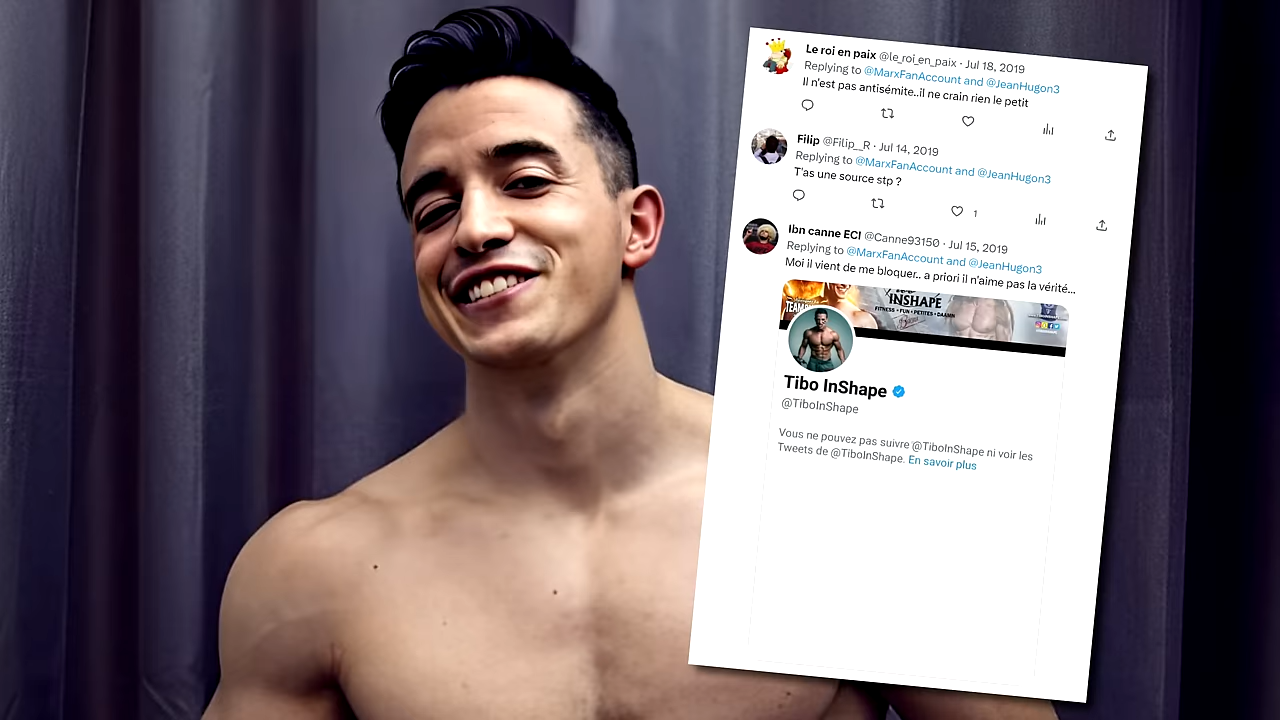 Le roi en paix @le_roi_en_paix · Jul 18, 2019
Replying to @MarxFanAccount and @JeanHugon3
Il n'est pas antisémite..il ne crain rien le petit
Filip @Filip__R · Jul 14, 2019
Replying to @MarxFanAccount and @JeanHugon3
T'as une source stp ?
1
Ibn canne ECI @Canne93150 · Jul 15, 2019
Replying to @MarxFanAccount and @JeanHugon3
Moi il vient de me bloquer.. a priori il n'aime pas la vérité...
INSHAPE
FITNESS • FUN • PETITES • DAAMN
Tibo InShape
@TiboInShape
Vous ne pouvez pas suivre @TiboInShape ni voir les
Tweets de @TiboInShape. En savoir plus